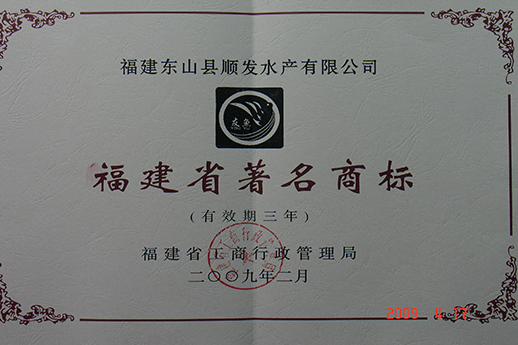 福建东山县顺发水产有限公司
福建省著名商标
(有效期三年)
福建省工商行政管理局
二〇〇九年二月